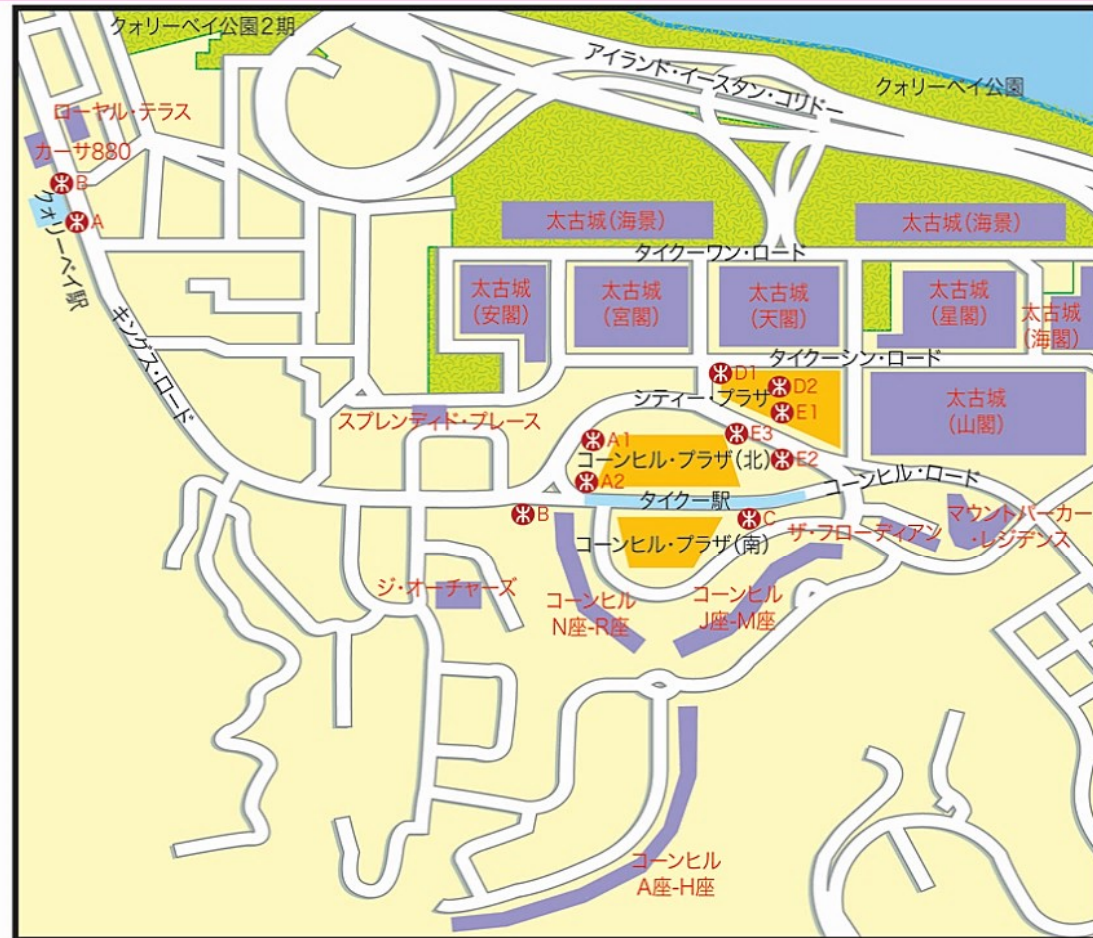 クォリーベイ公園2期
アイランド・イースタン・コリドー
クォリーベイ公園
ローヤル・テラス
カーサ880
B
A
クォリーベイ駅
キングス・ロード
太古城(海景)
太古城(海景)
タイクーワン・ロード
太古城
(安閣)
太古城
(宮閣)
太古城
(天閣)
太古城
(星閣)
太古城
(海閣)
タイクーシン・ロード
D1
D2
シティー・プラザ
E1
太古城
(山閣)
スプレンディド・プレース
A1
E3
コーンヒル・プラザ(北)
E2
A2
タイクー駅
コーンヒル・ロード
B
C
コーンヒル・プラザ(南)
ザ・フローディアン
マウントパーカー
・レジデンス
ジ・オーチャーズ
コーンヒル
N座-R座
コーンヒル
J座-M座
コーンヒル
A座-H座